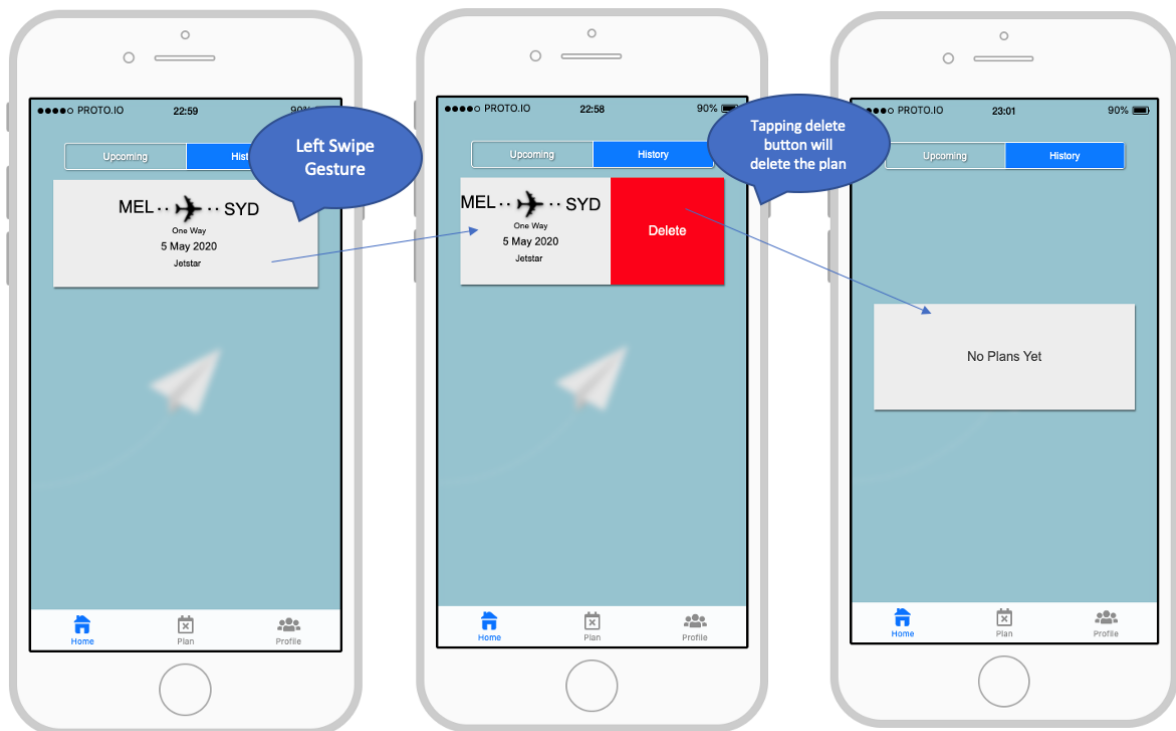 PROTO.IO 22:59 90%
Upcoming
Left Swipe
Gesture
MEL SYD
One Way
5 May 2020
Jetstar
Home Plan Profile
PROTO.IO 22:58 90%
Upcoming History
MEL SYD
One Way
5 May 2020
Jetstar
Delete
Tapping delete
button will
delete the plan
Home Plan Profile
PROTO.IO 23:01 90%
Upcoming History
No Plans Yet
Home Plan Profile